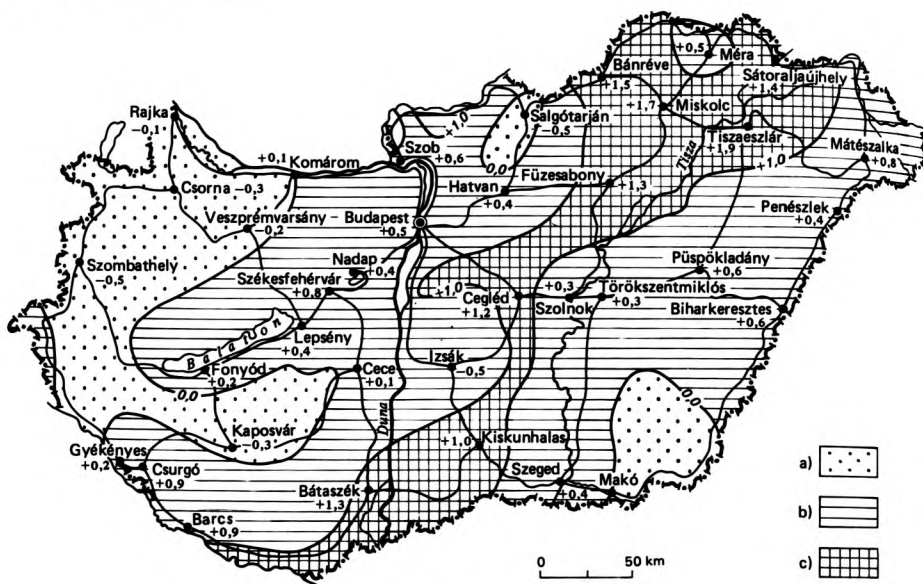 +0,5
Méra
Bánréve
+1,5
Sátoraljaújhely
+1,4
Rajka
-0,1
+1,0
Salgótarján
-0,5
+1,7
Miskolc
Tiszaeszlár
+1,9
Tisza
Mátészalka
+0,8
+0,1
Komárom
Szob
+0,6
0,0
+1,0
Csorna
-0,3
Hatvan
+0,4
Füzesabony
+1,3
Penészlek
+0,4
Veszprémvarsány
-0,2
Budapest
+0,5
Szombathely
-0,5
Nadap
+0,4
Székesfehérvár
+0,8
+1,0
Cegléd
+1,2
+0,3
Szolnok
Püspökladány
+0,6
Törökszentmiklós
+0,3
Biharkeresztes
+0,6
Balaton
Lepsény
+0,4
Fonyód
+0,2
0,0
Cece
+0,1
Izsák
-0,5
0,0
Kaposvár
-0,3
Duna
Gyékényes
+0,2
Csurgó
+0,9
+1,0
Kiskunhalas
Szeged
+0,4
Makó
Bátaszék
+1,3
Barcs
+0,9
a)
b)
c)
0 50 km